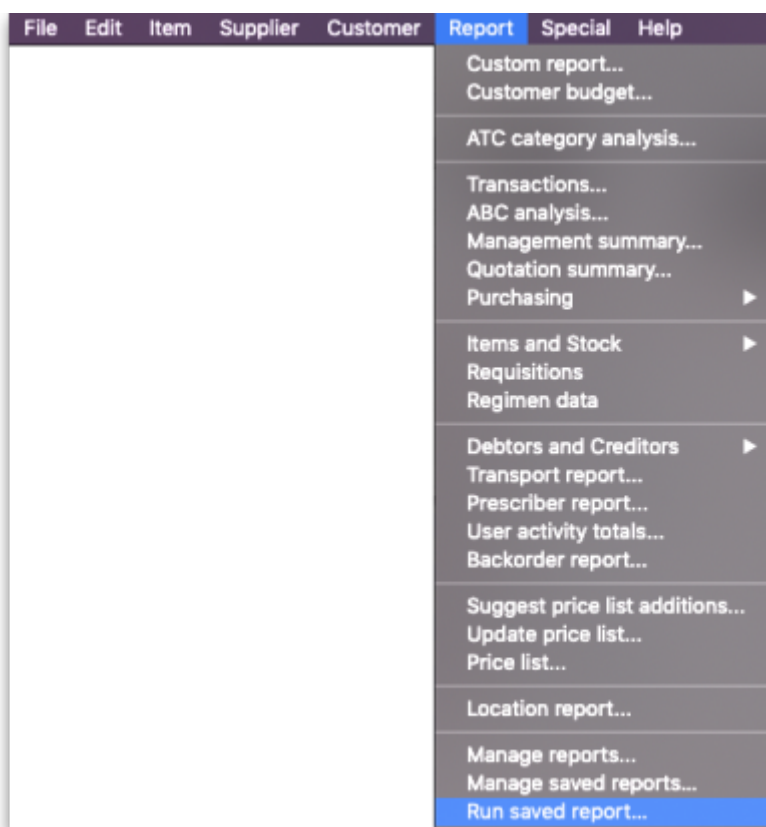 File Edit Item Supplier Customer Report Special Help
Custom report...
Customer budget...
ATC category analysis...
Transactions...
ABC analysis...
Management summary...
Quotation summary...
Purchasing
Items and Stock
Requisitions
Regimen data
Debtors and Creditors
Transport report...
Prescriber report...
User activity totals...
Backorder report...
Suggest price list additions...
Update price list...
Price list...
Location report...
Manage reports...
Manage saved reports...
Run saved report...